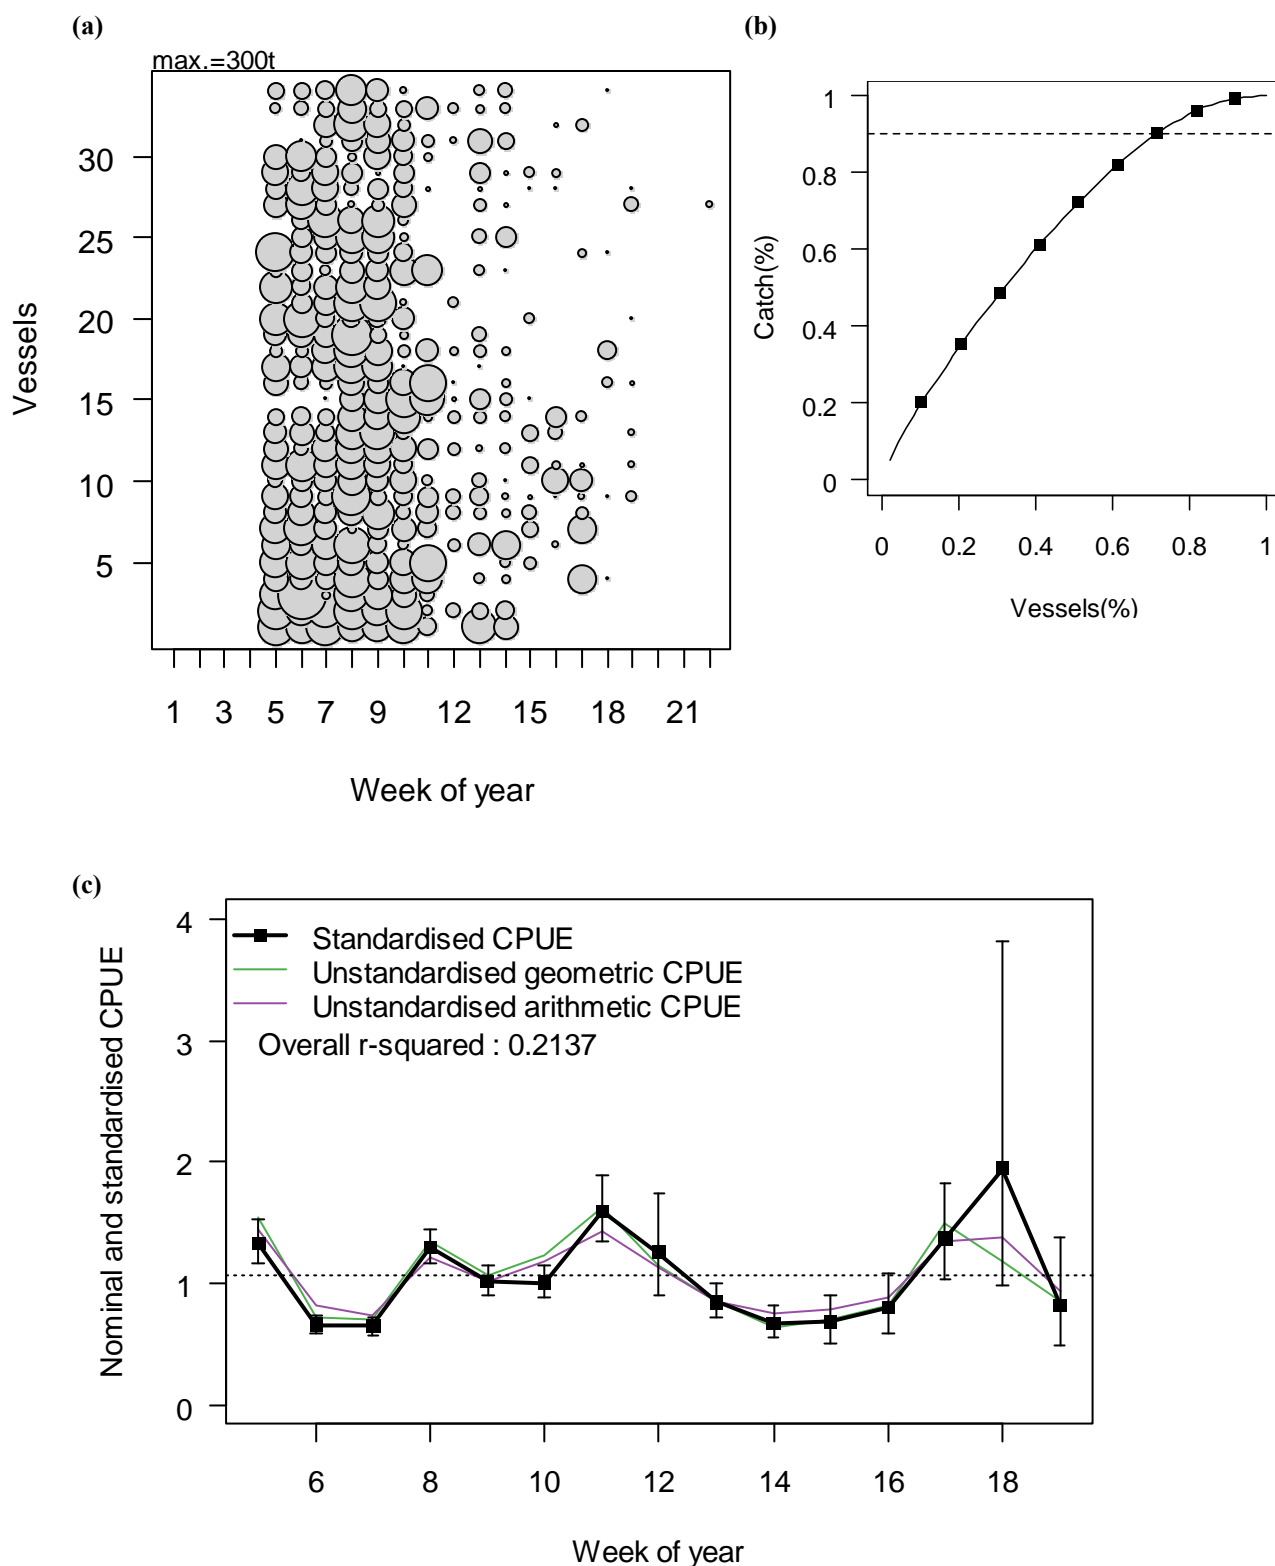 (a)
max.=300t
30
25
20
15
10
5
Vessels
1 3 5 7 9 12 15 18 21
Week of year
(b)
1
0.8
0.6
0.4
0.2
0
Catch(%)
0 0.2 0.4 0.6 0.8 1
Vessels(%)
(c)
Standardised CPUE
Unstandardised geometric CPUE
Unstandardised arithmetic CPUE
Overall r-squared : 0.2137
4
3
2
1
0
Nominal and standardised CPUE
6 8 10 12 14 16 18
Week of year